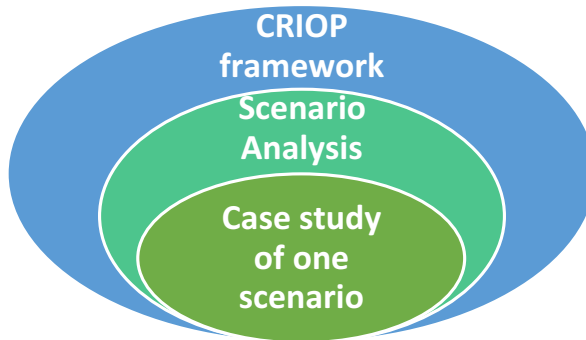 CRIOP
framework
Scenario
Analysis
Case study
of one
scenario